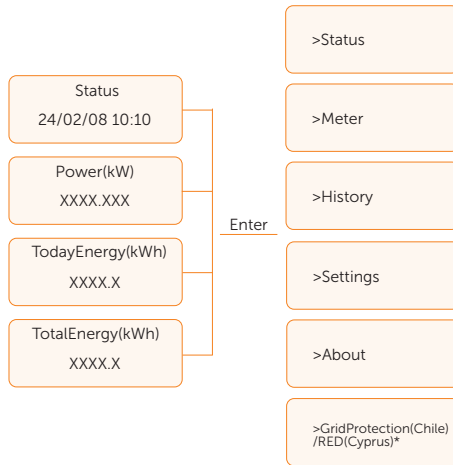 Status
24/02/08 10:10
Power(kW)
XXXX.XXX
TodayEnergy(kWh)
XXXX.X
TotalEnergy(kWh)
XXXX.X
Enter
>Status
>Meter
>History
>Settings
>About
>GridProtection(Chile)
/RED(Cyprus)*